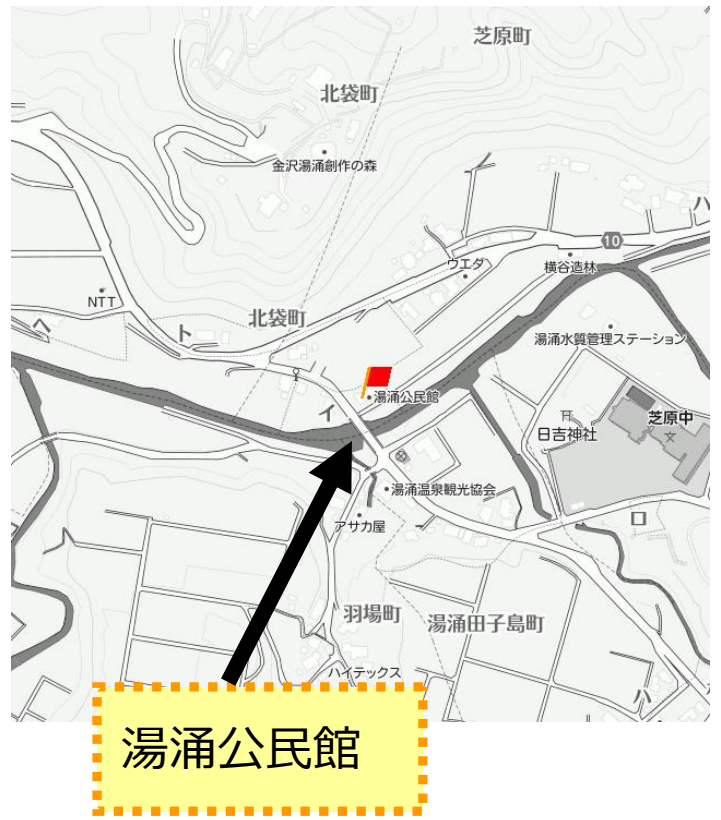 芝原町
北袋町
金沢湯涌創作の森
ハ
10
ウエダ
横谷造林
NTT
北袋町
ヘ
ト
湯涌水質管理ステーション
湯涌公民館
イ
日吉神社
芝原中
湯涌温泉観光協会
アサカ屋
ロ
羽場町
湯涌田子島町
ハイテックス
ハ
湯涌公民館